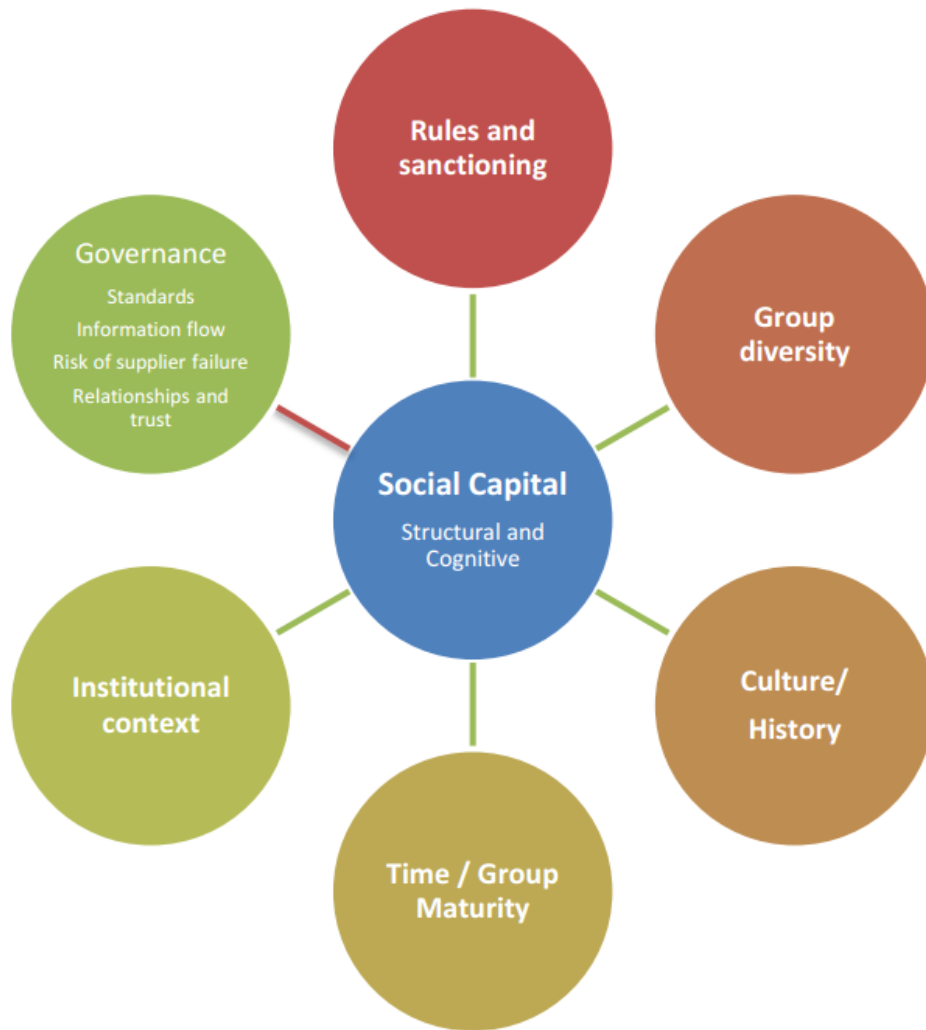 Rules and
sanctioning
Governance
Standards
Information flow
Risk of supplier failure
Relationships and
trust
Group
diversity
Social Capital
Structural and
Cognitive
Institutional
context
Culture/
History
Time / Group
Maturity